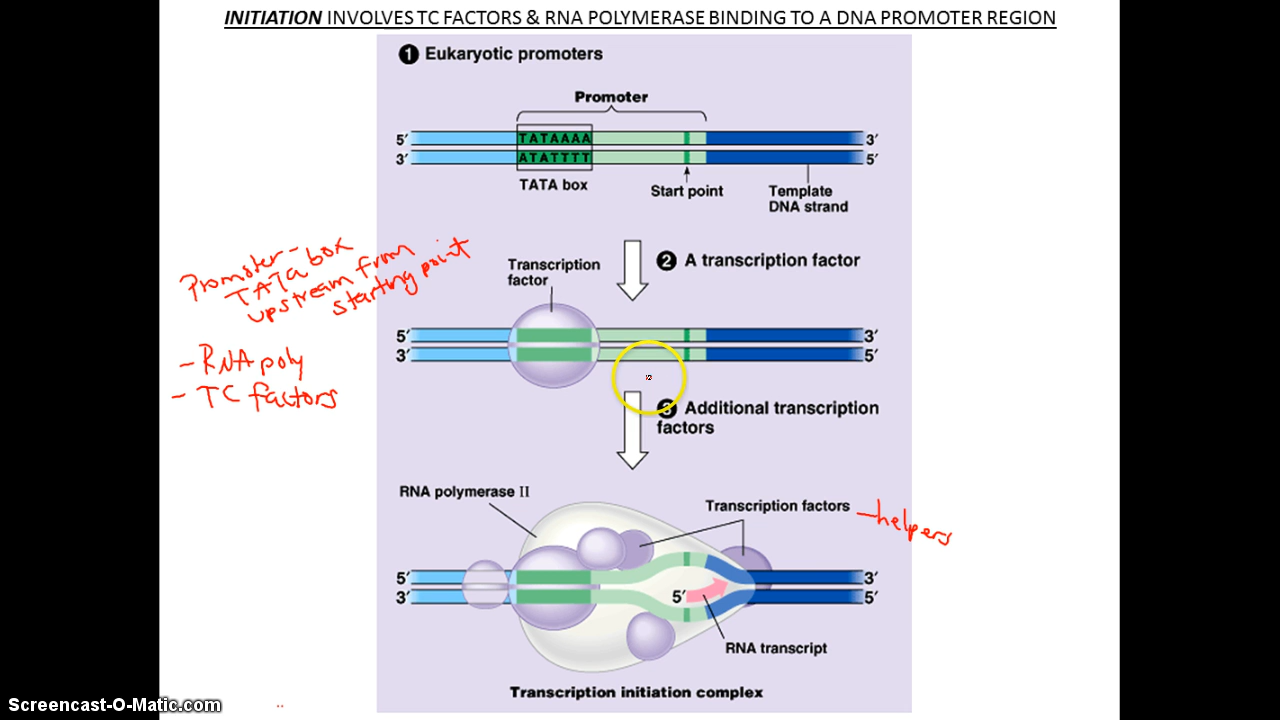 INITIATION INVOLVES TC FACTORS & RNA POLYMERASE BINDING TO A DNA PROMOTER REGION
1 Eukaryotic promoters
Promoter
5′ TATAAAA 3′
3′ ATATTTT 5′
TATA box
Start point
Template
DNA strand
Promoter-
TATA box
upstream from
starting point
Transcription
factor
2 A transcription factor
5′ 3′
3′ 5′
- RNA poly
- TC factors
3 Additional transcription
factors
RNA polymerase II
Transcription factors
-helpers
5′ 3′
3′ 5′ 5′
RNA transcript
Transcription initiation complex
Screencast-O-Matic.com